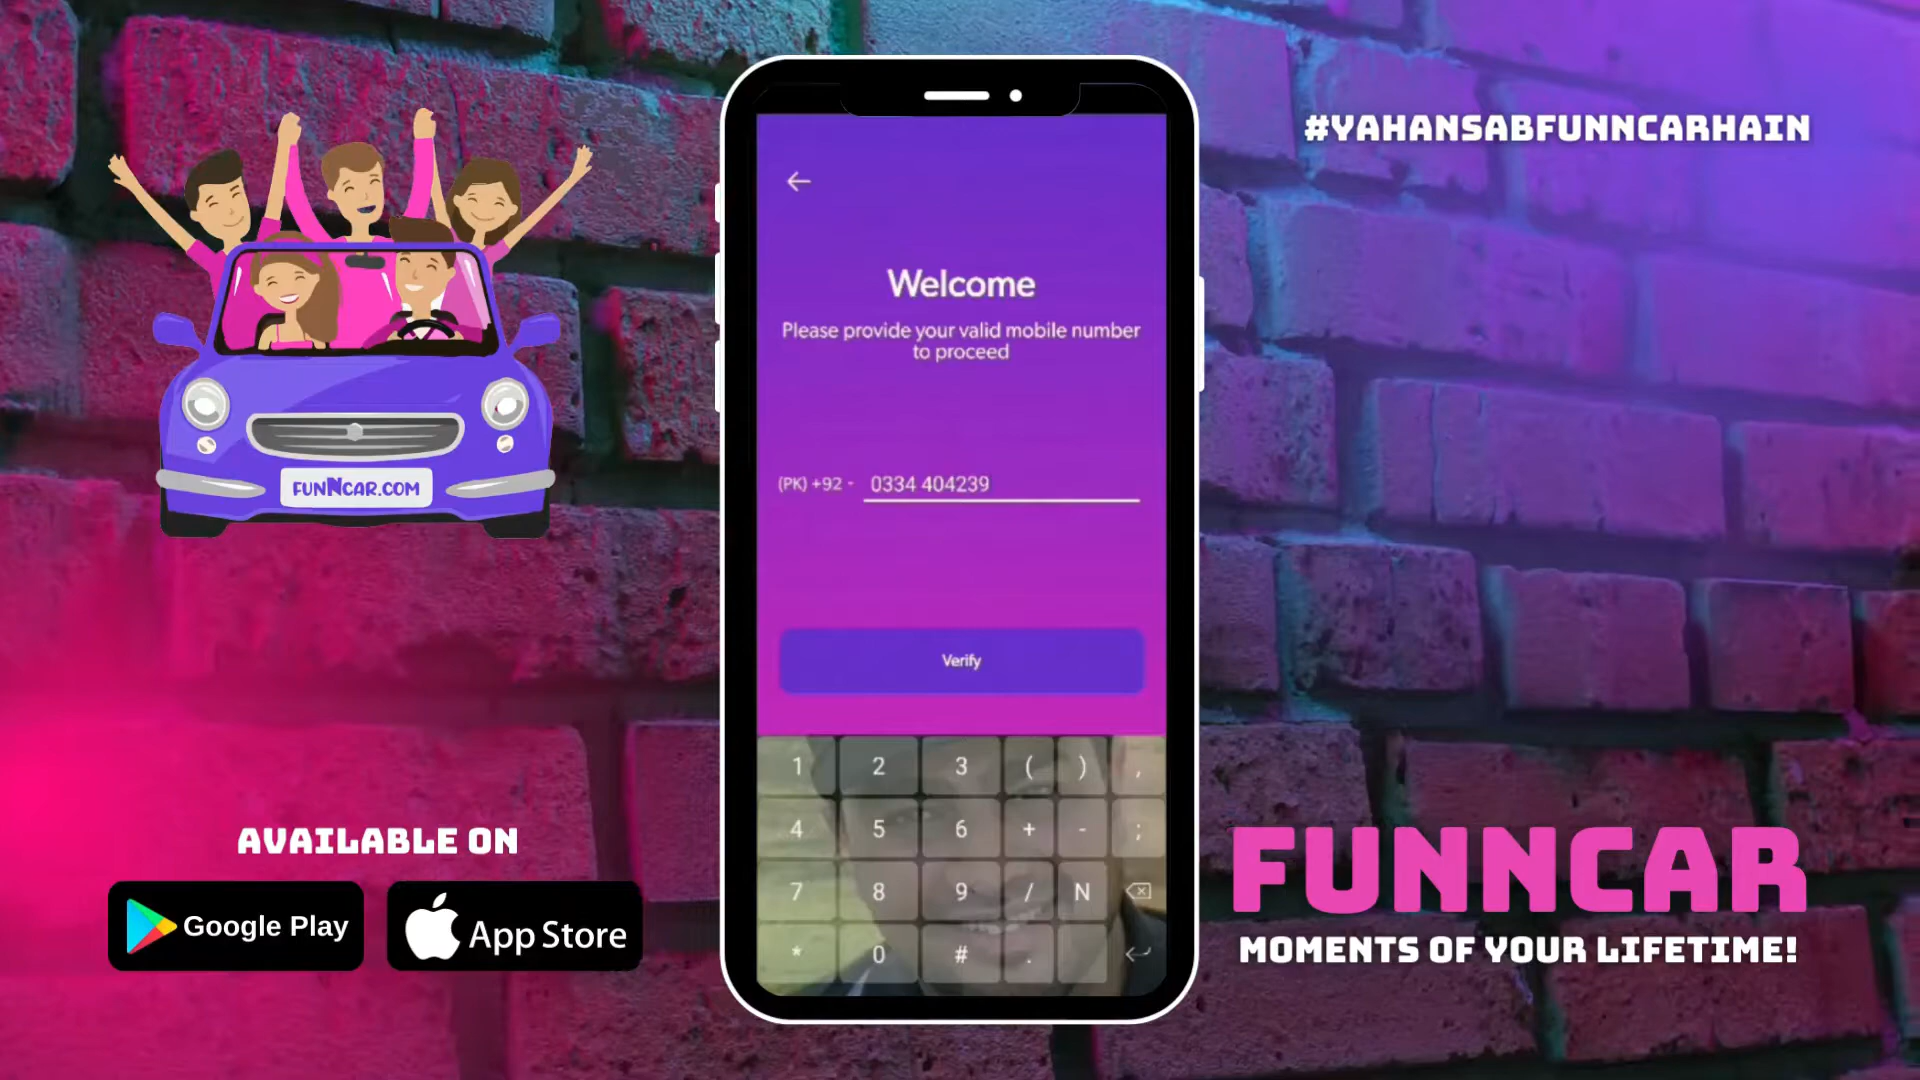 #YAHANSABFUNNCARHAIN
FUNNCAR.COM
Welcome
Please provide your valid mobile number
to proceed
(PK) +92 - 0334 404239
Verify
1 2 3 ( ) ,
4 5 6 + - ;
7 8 9 / N
* 0 # .
AVAILABLE ON
Google Play
App Store
FUNNCAR
MOMENTS OF YOUR LIFETIME!